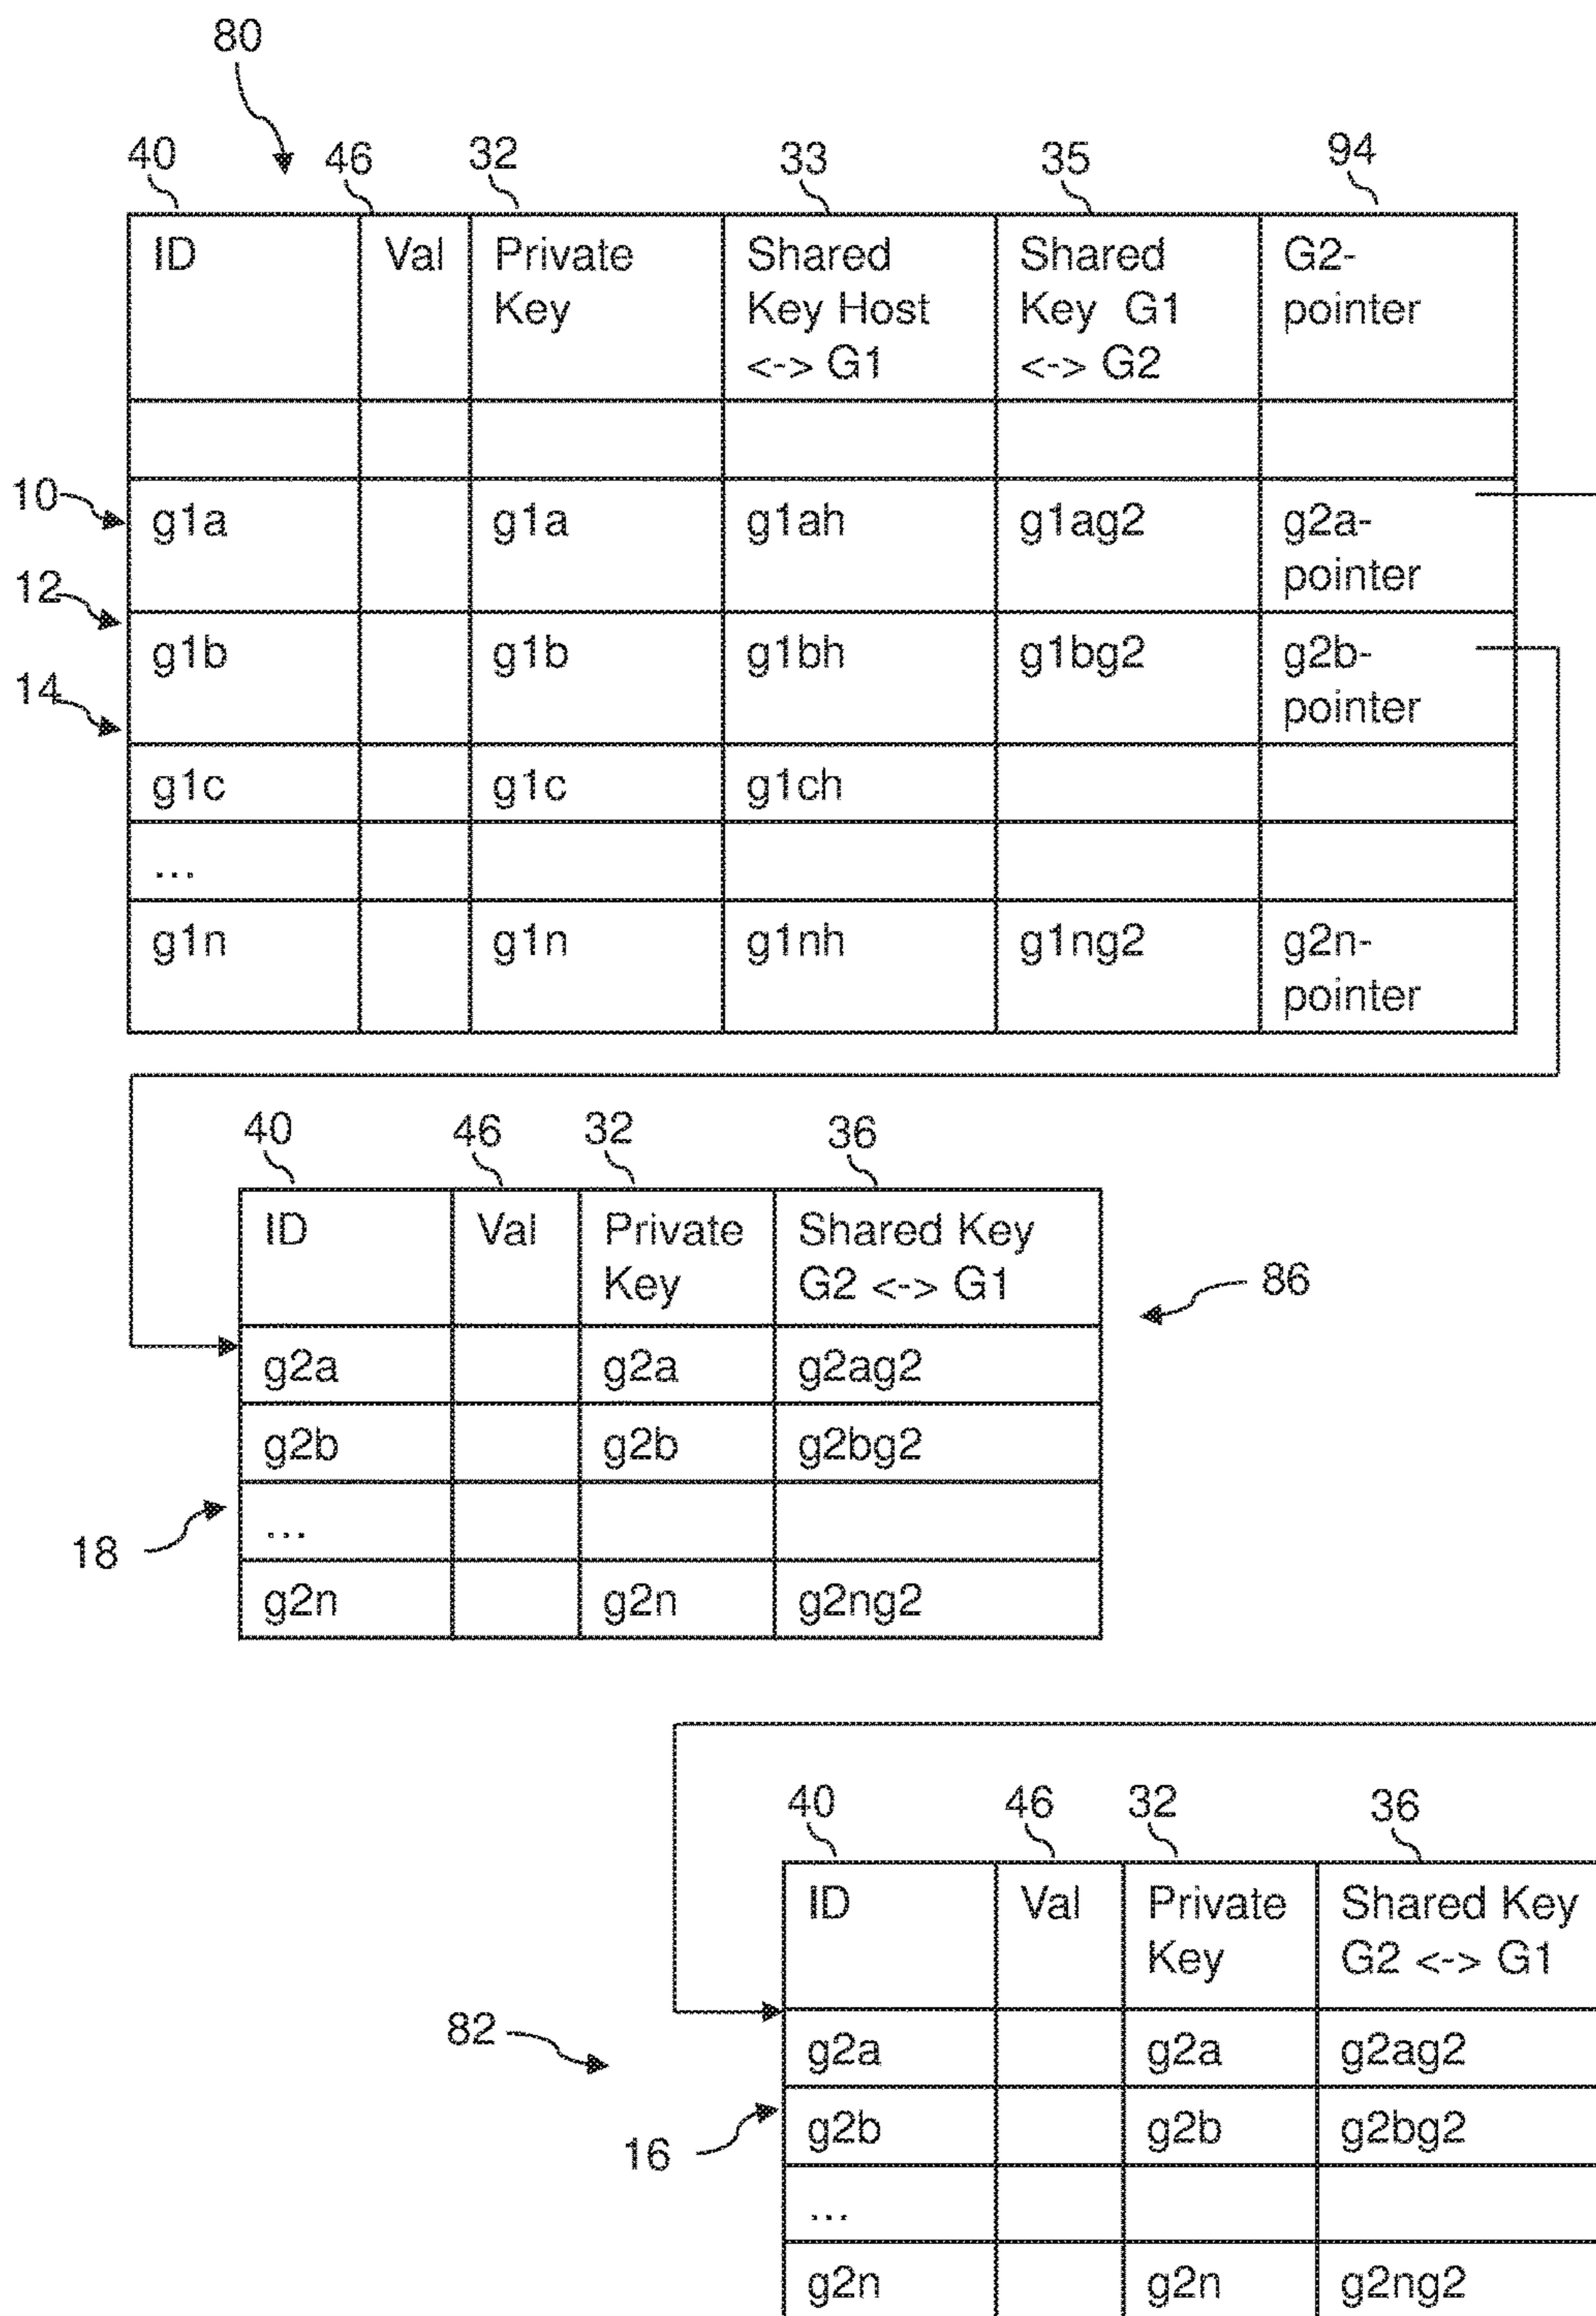 80
40 46 32 33 35 94
ID Val Private Shared Shared G2-
Key Key Host Key G1 pointer
<-> G1 <-> G2
10 g1a g1a g1ah g1ag2 g2a-
pointer
12
g1b g1b g1bh g1bg2 g2b-
14 pointer
g1c g1c g1ch
...
g1n g1n g1nh g1ng2 g2n-
pointer
40 46 32 36
ID Val Private Shared Key
Key G2 <-> G1
86
g2a g2a g2ag2
g2b g2b g2bg2
...
18
g2n g2n g2ng2
40 46 32 36
ID Val Private Shared Key
Key G2 <-> G1
82
g2a g2a g2ag2
g2b g2b g2bg2
16
...
g2n g2n g2ng2